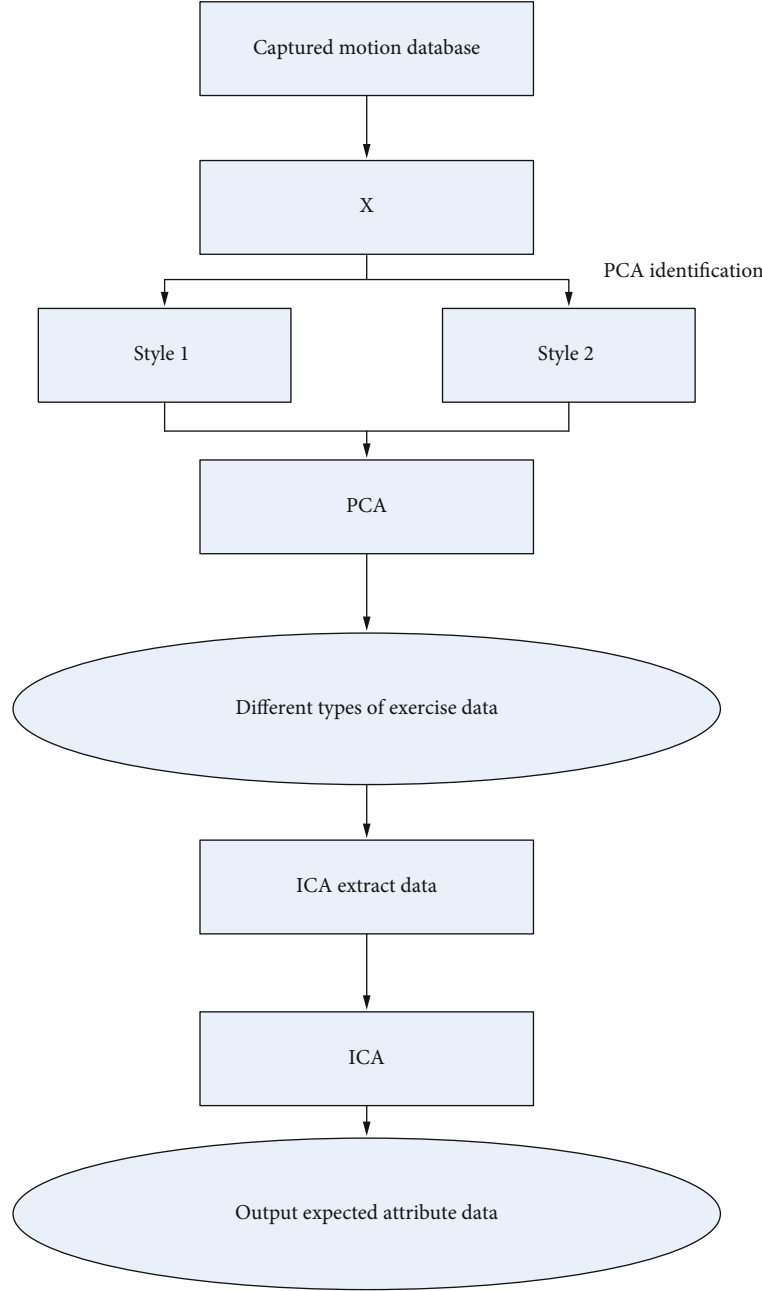 Captured motion database
X
PCA identification
Style 1
Style 2
PCA
Different types of exercise data
ICA extract data
ICA
Output expected attribute data